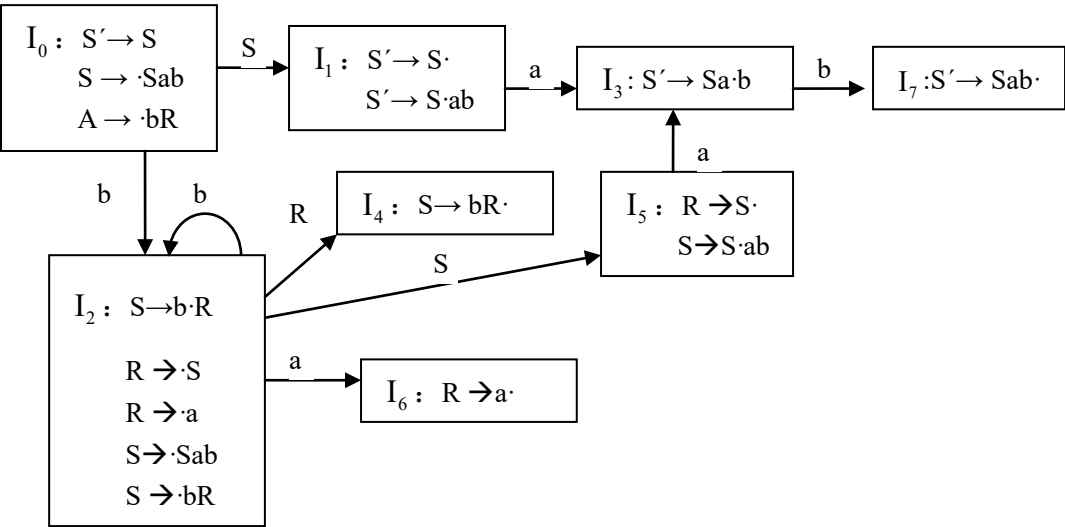 I0： S´→ S
S → ·Sab
A → ·bR
S
I1： S´→ S·
S´→ S·ab
a
I3: S´→ Sa·b
b
I7:S´→ Sab·
a
b
b
R
I4： S→ bR·
I5： R →S·
S→S·ab
S
I2： S→b·R
R →·S
R →·a
S→·Sab
S →·bR
a
I6： R →a·